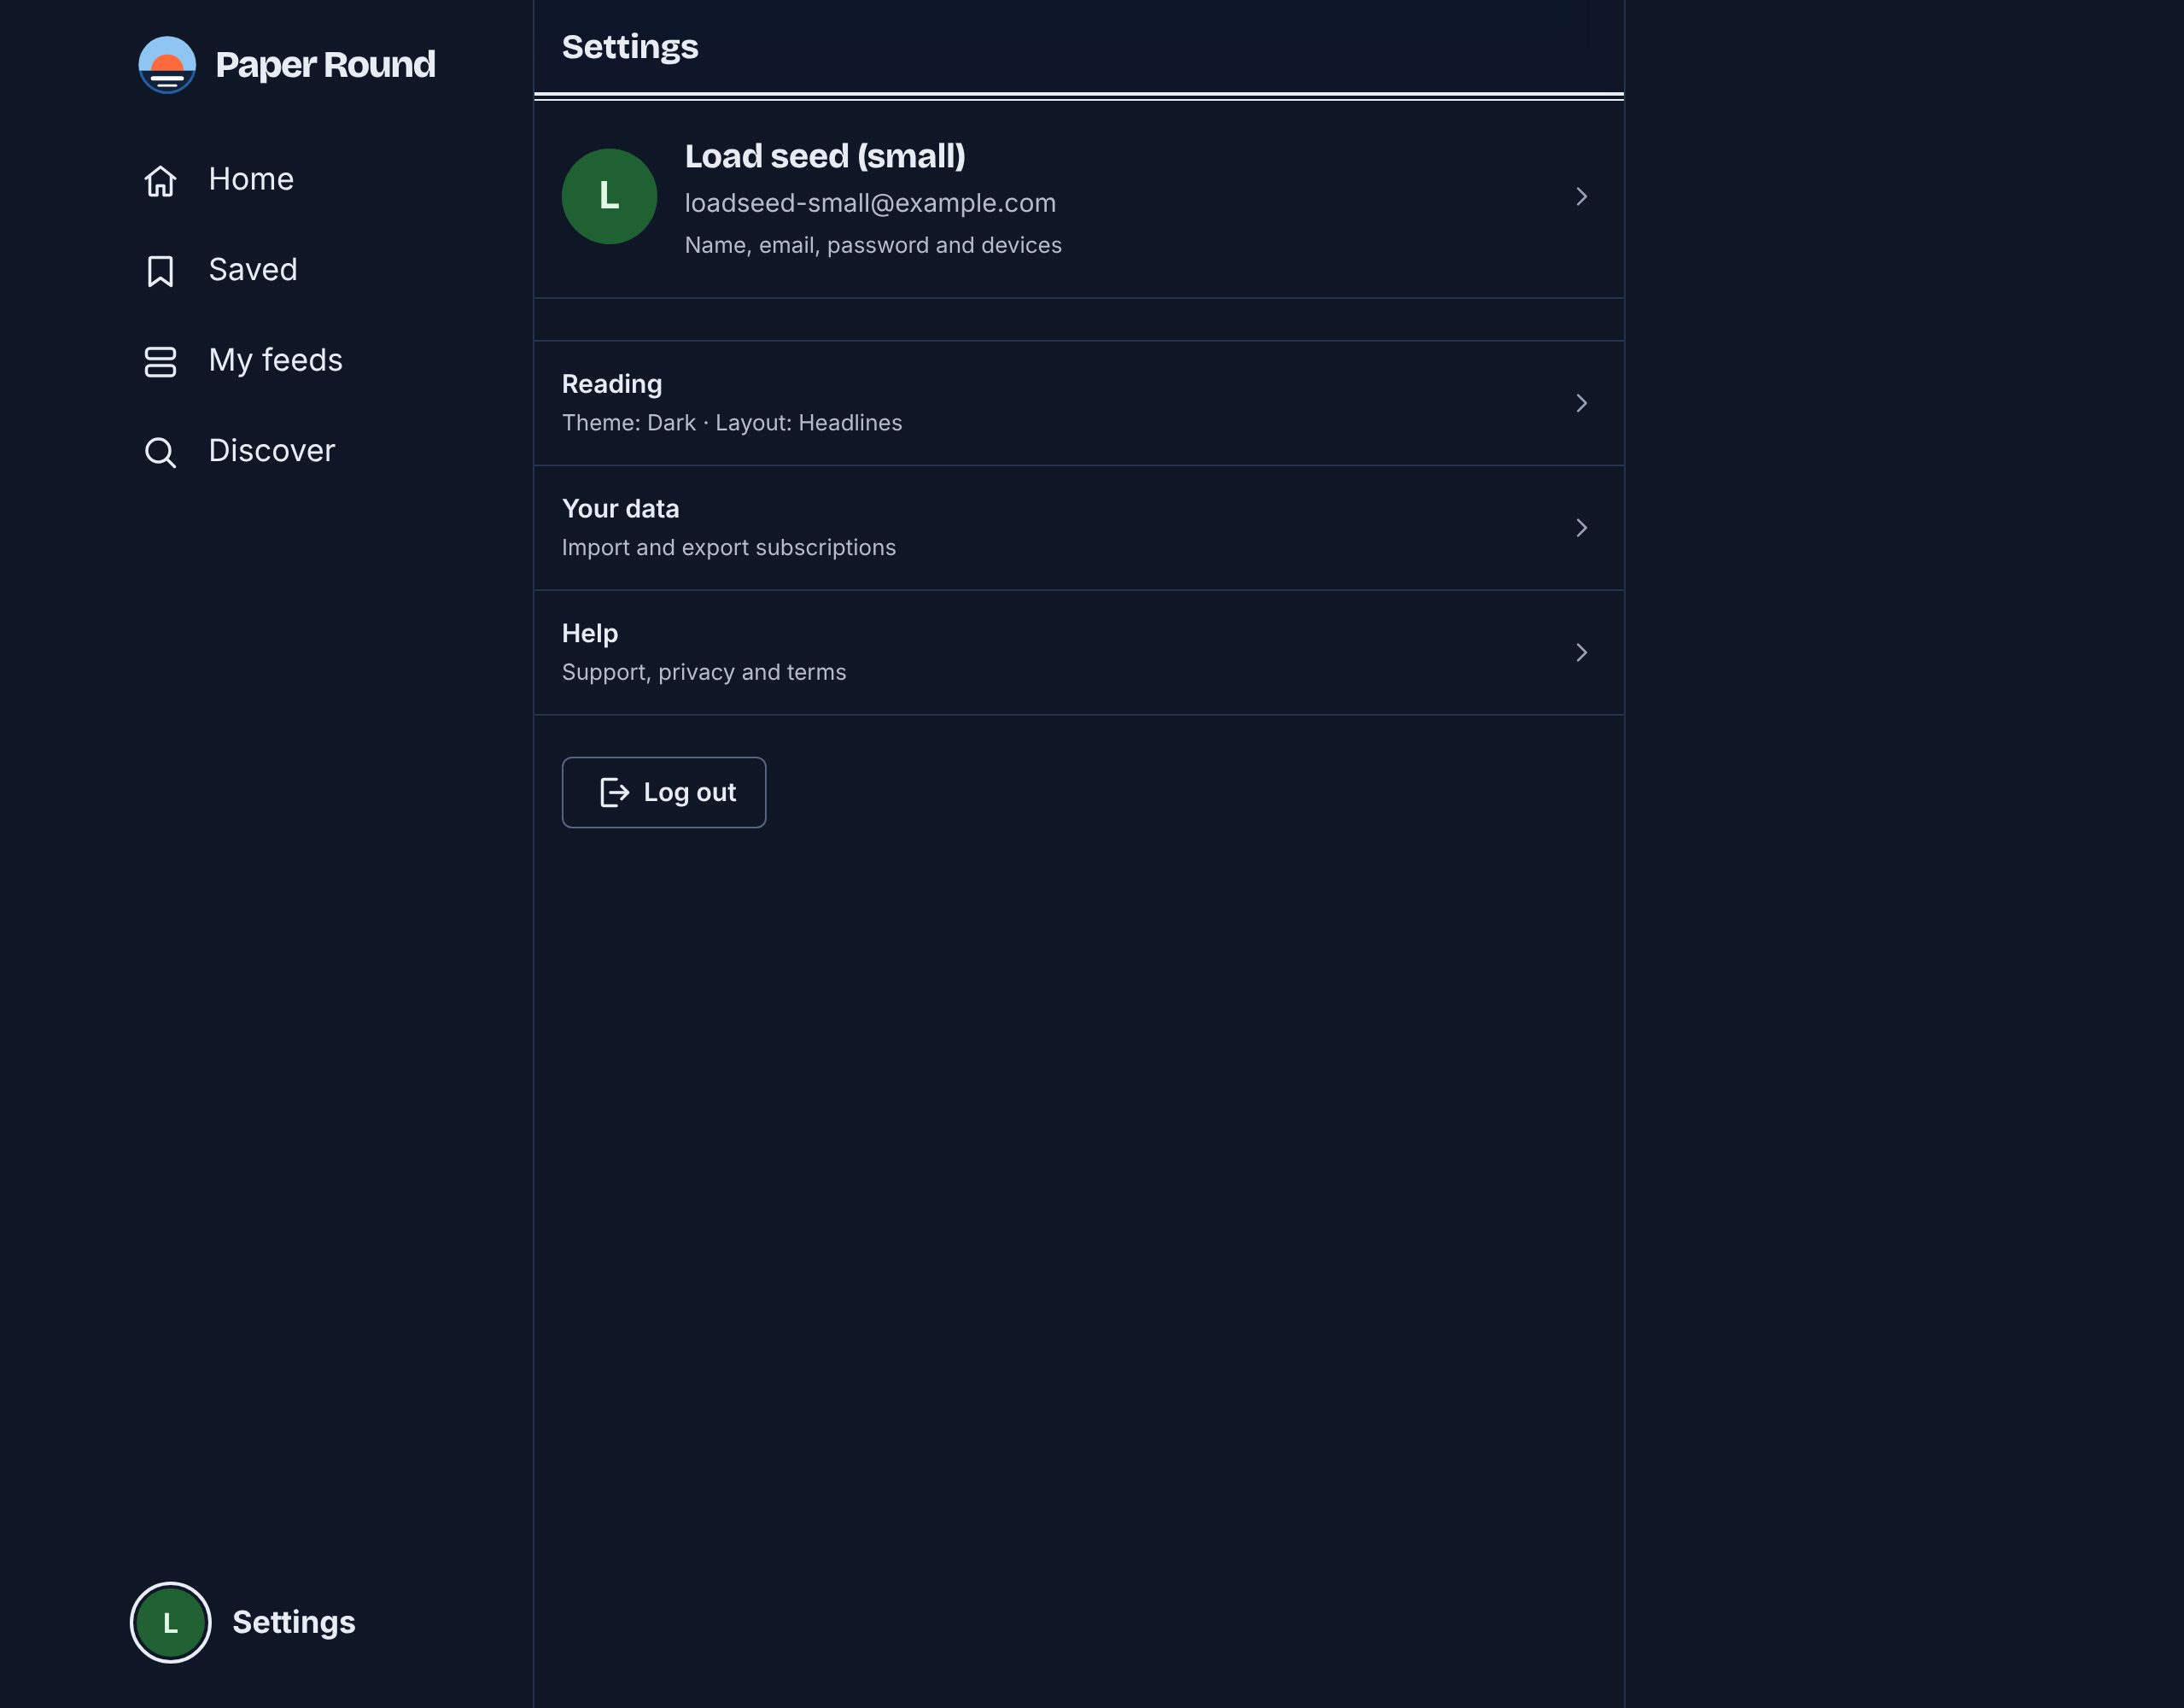 Paper Round
Home
Saved
My feeds
Discover
L
Settings
Settings
L
Load seed (small)
loadseed-small@example.com
Name, email, password and devices
Reading
Theme: Dark · Layout: Headlines
Your data
Import and export subscriptions
Help
Support, privacy and terms
Log out